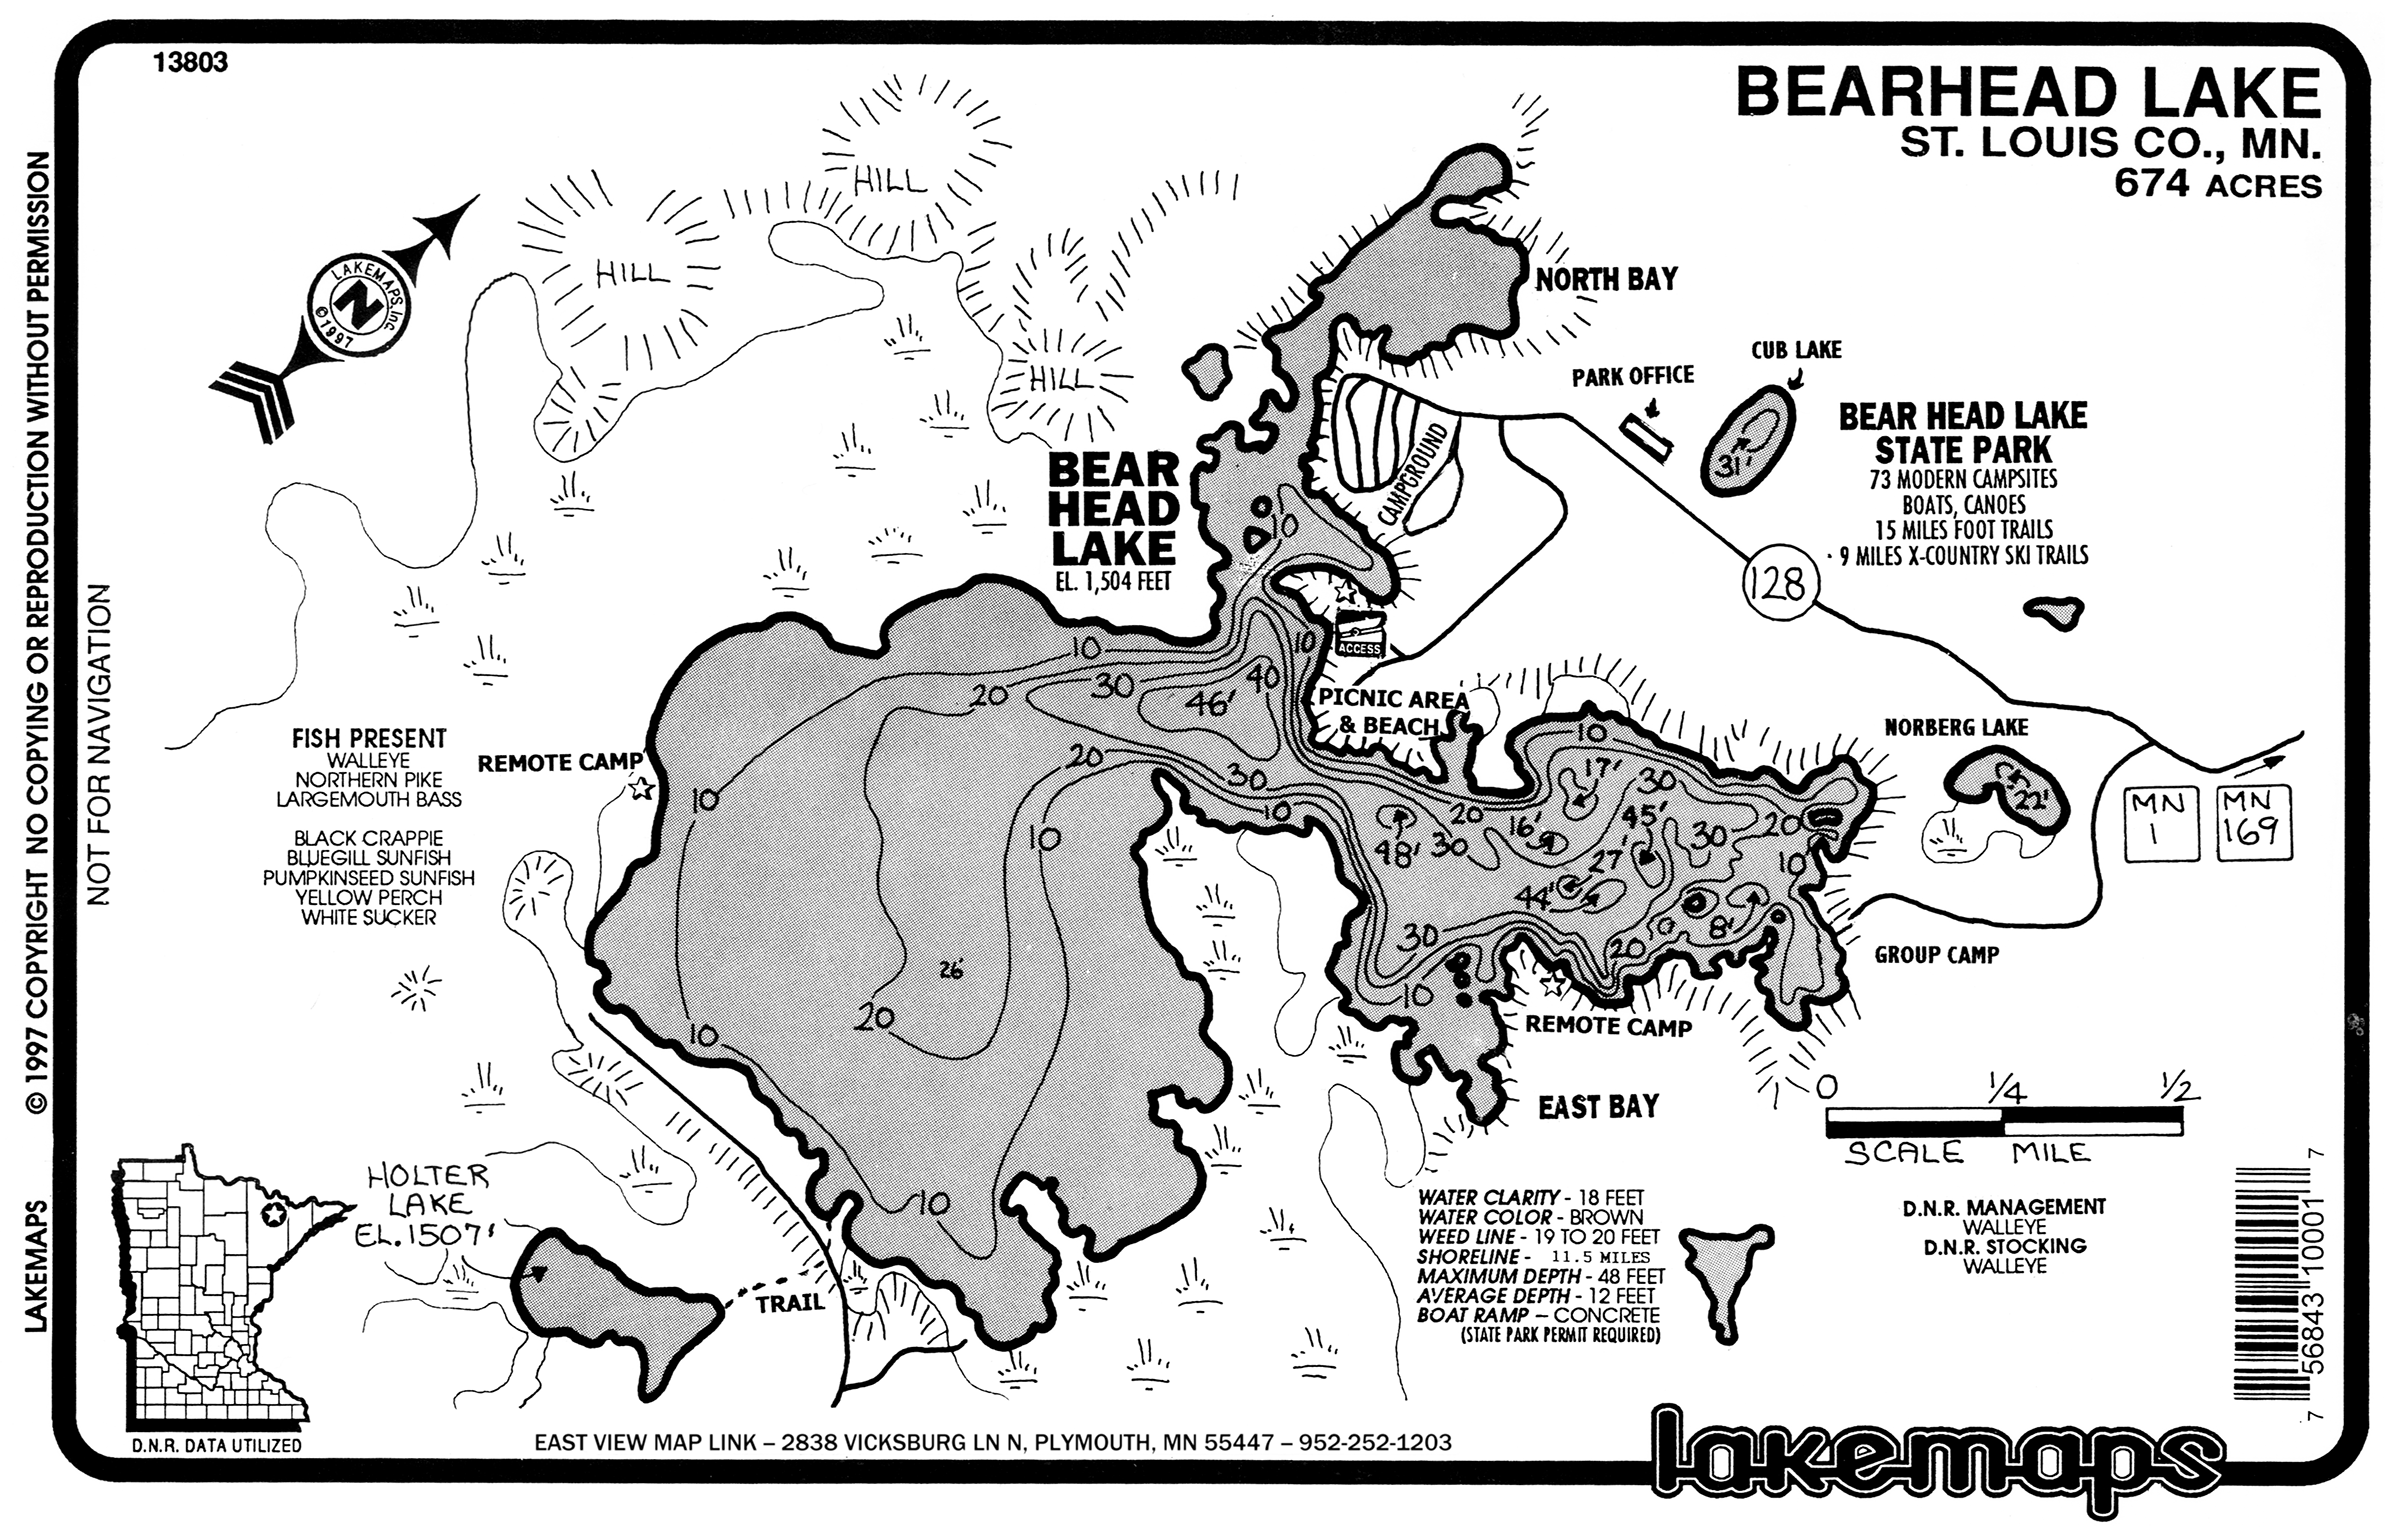 13803
BEARHEAD LAKE
ST. LOUIS CO., MN.
674 ACRES
© 1997 COPYRIGHT NO COPYING OR REPRODUCTION WITHOUT PERMISSION
LAKEMAPS
NOT FOR NAVIGATION
LAKEMAPS, Inc.
N
© 1997
HILL
HILL
HILL
NORTH BAY
CUB LAKE
PARK OFFICE
31'
BEAR HEAD LAKE
STATE PARK
73 MODERN CAMPSITES
BOATS, CANOES
15 MILES FOOT TRAILS
9 MILES X-COUNTRY SKI TRAILS
CAMPGROUND
BEAR
HEAD
LAKE
EL. 1,504 FEET
128
10
ACCESS
10
10
20
30
40
46'
PICNIC AREA
& BEACH
NORBERG LAKE
22'
MN
1
MN
169
FISH PRESENT
WALLEYE
NORTHERN PIKE
LARGEMOUTH BASS
BLACK CRAPPIE
BLUEGILL SUNFISH
PUMPKINSEED SUNFISH
YELLOW PERCH
WHITE SUCKER
REMOTE CAMP
10
20
30
10
10
10
17'
30
20
16'
45'
30
20
48'
30
27'
10
44'
8'
30
20
10
26'
20
10
GROUP CAMP
REMOTE CAMP
EAST BAY
0 1/4 1/2
SCALE MILE
HOLTER
LAKE
EL. 1507'
10
TRAIL
WATER CLARITY - 18 FEET
WATER COLOR - BROWN
WEED LINE - 19 TO 20 FEET
SHORELINE - 11.5 MILES
MAXIMUM DEPTH - 48 FEET
AVERAGE DEPTH - 12 FEET
BOAT RAMP – CONCRETE
(STATE PARK PERMIT REQUIRED)
D.N.R. MANAGEMENT
WALLEYE
D.N.R. STOCKING
WALLEYE
7 56843 10001 7
D.N.R. DATA UTILIZED
EAST VIEW MAP LINK – 2838 VICKSBURG LN N, PLYMOUTH, MN 55447 – 952-252-1203
lakemaps